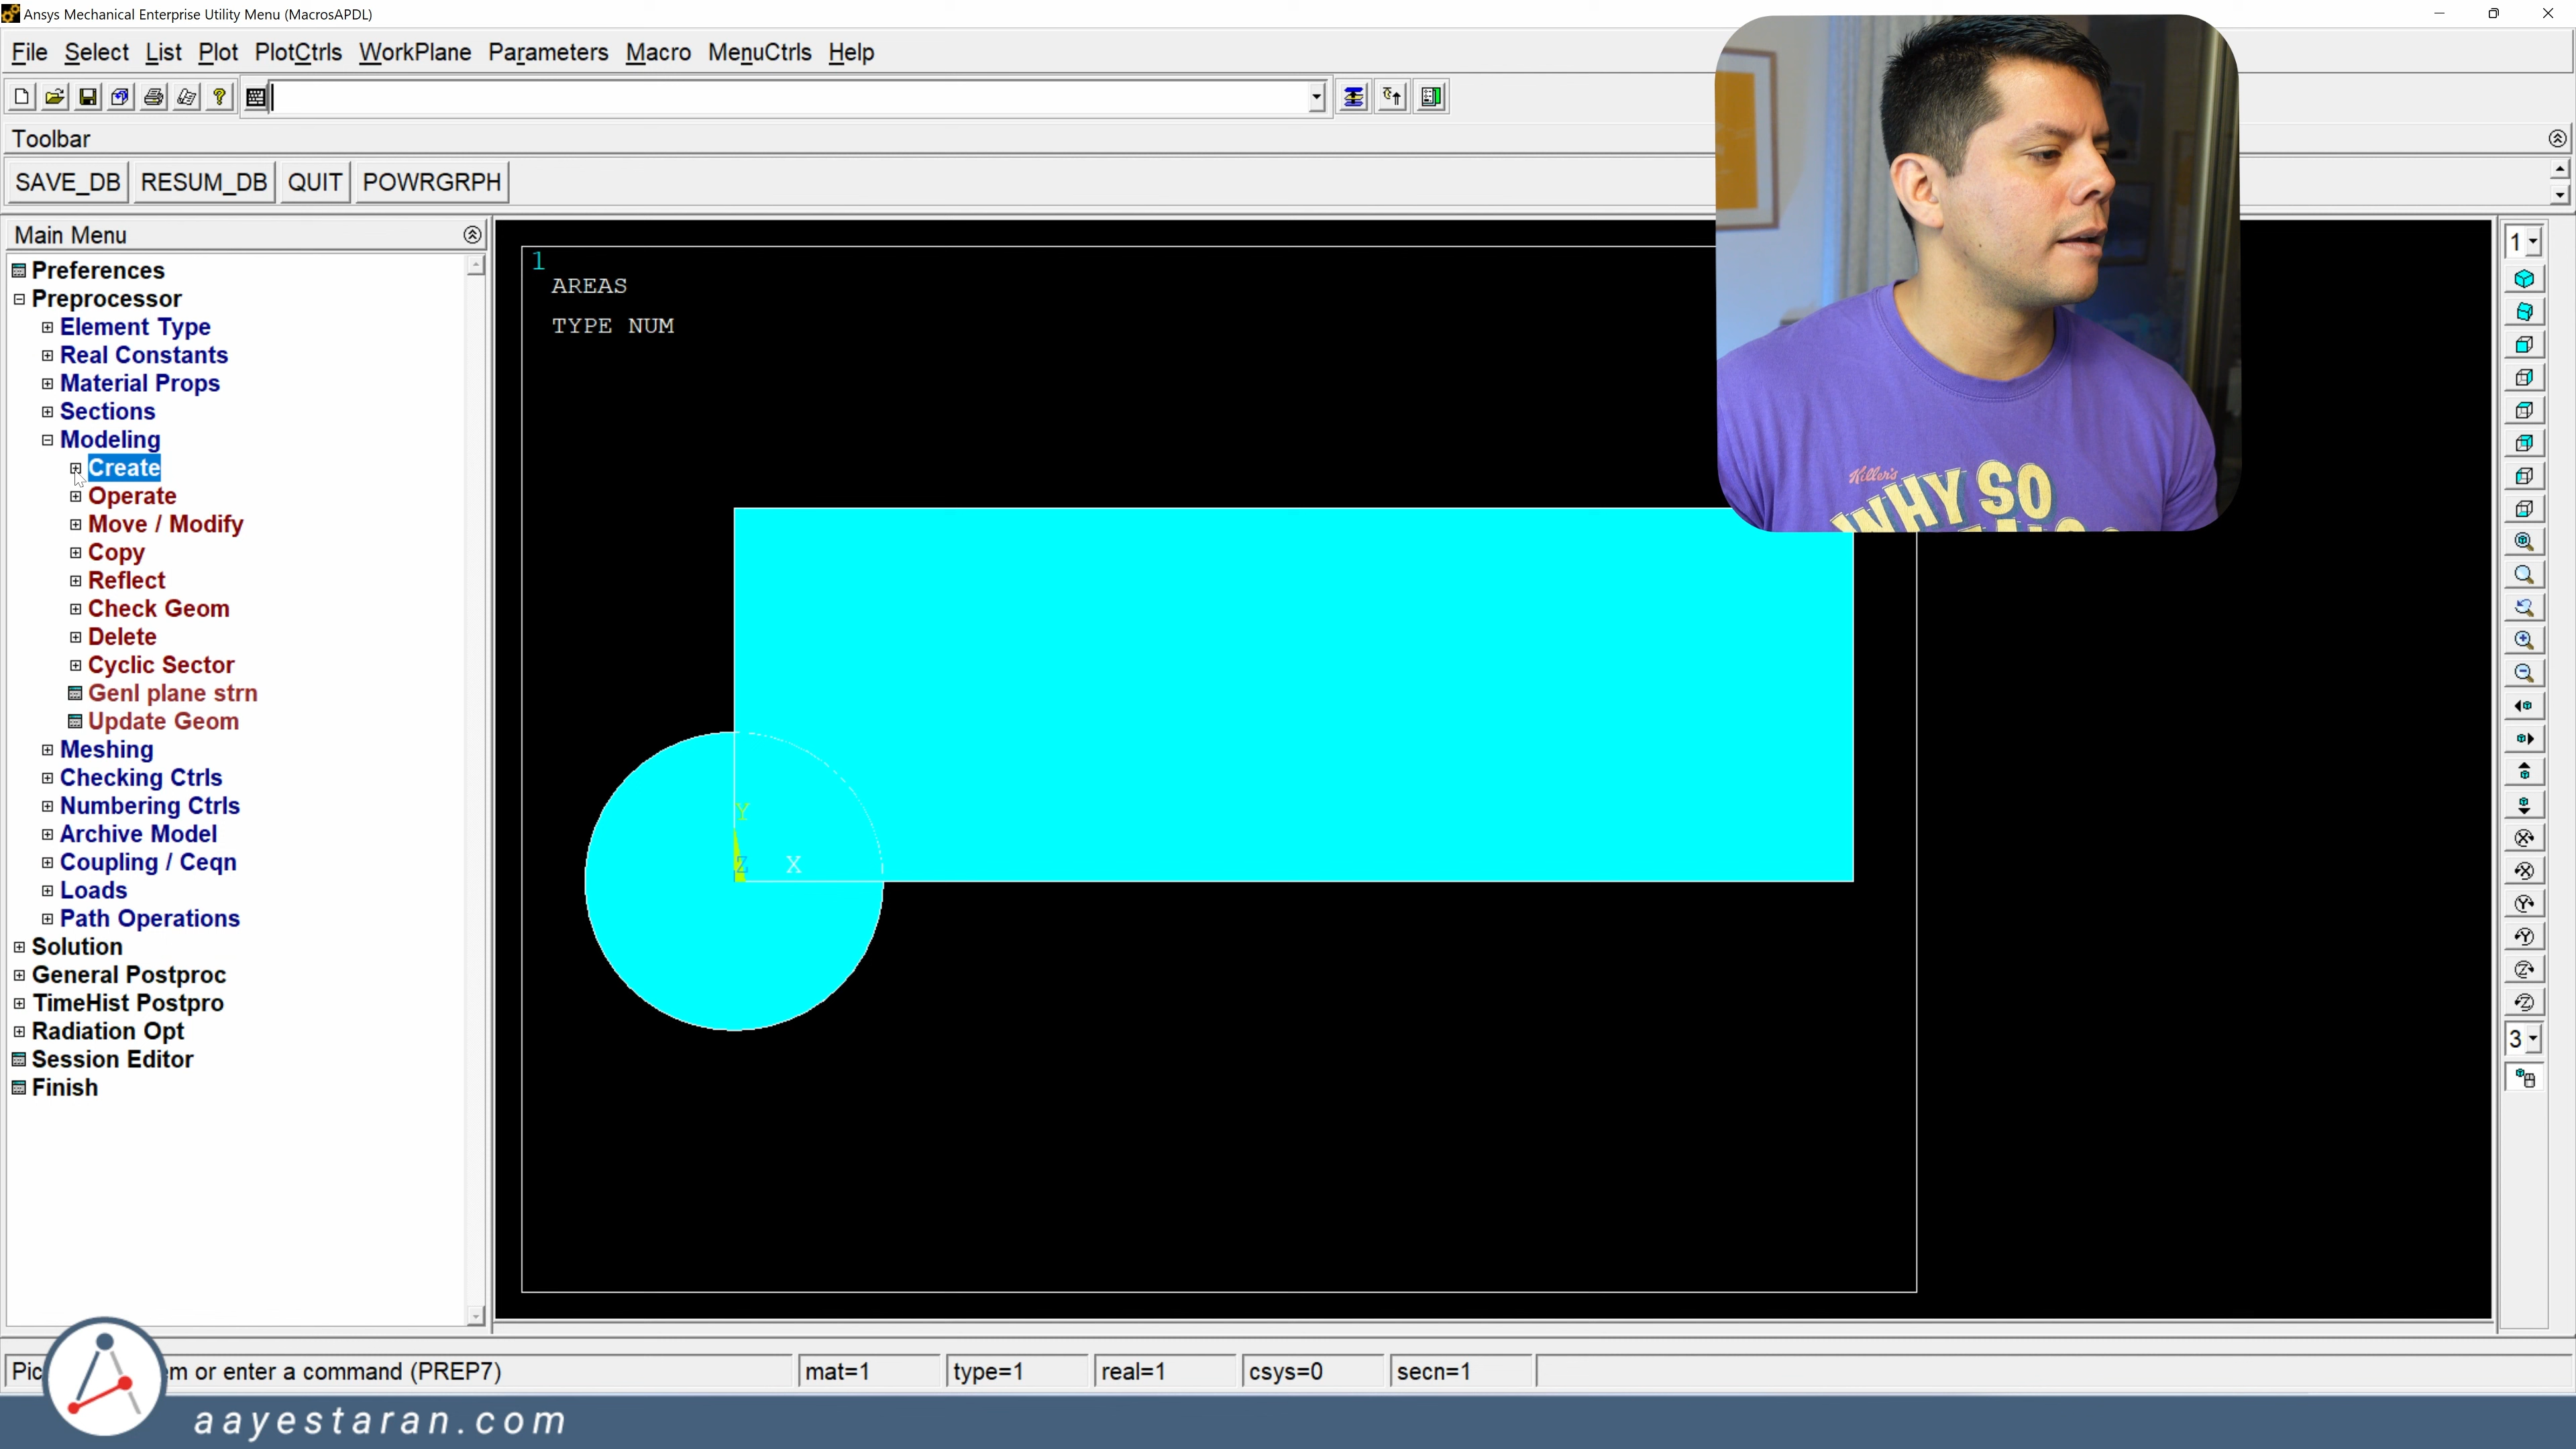 Ansys Mechanical Enterprise Utility Menu (MacrosAPDL)
File Select List Plot PlotCtrls WorkPlane Parameters Macro MenuCtrls Help
Toolbar
SAVE_DB RESUM_DB QUIT POWRGRPH
Main Menu
Preferences
Preprocessor
Element Type
Real Constants
Material Props
Sections
Modeling
Create
Operate
Move / Modify
Copy
Reflect
Check Geom
Delete
Cyclic Sector
Genl plane strn
Update Geom
Meshing
Checking Ctrls
Numbering Ctrls
Archive Model
Coupling / Ceqn
Loads
Path Operations
Solution
General Postproc
TimeHist Postpro
Radiation Opt
Session Editor
Finish
1
AREAS
TYPE NUM
Y
Z X
Killer's
WHY SO
1
3
or enter a command (PREP7) mat=1 type=1 real=1 csys=0 secn=1
aayestaran.com